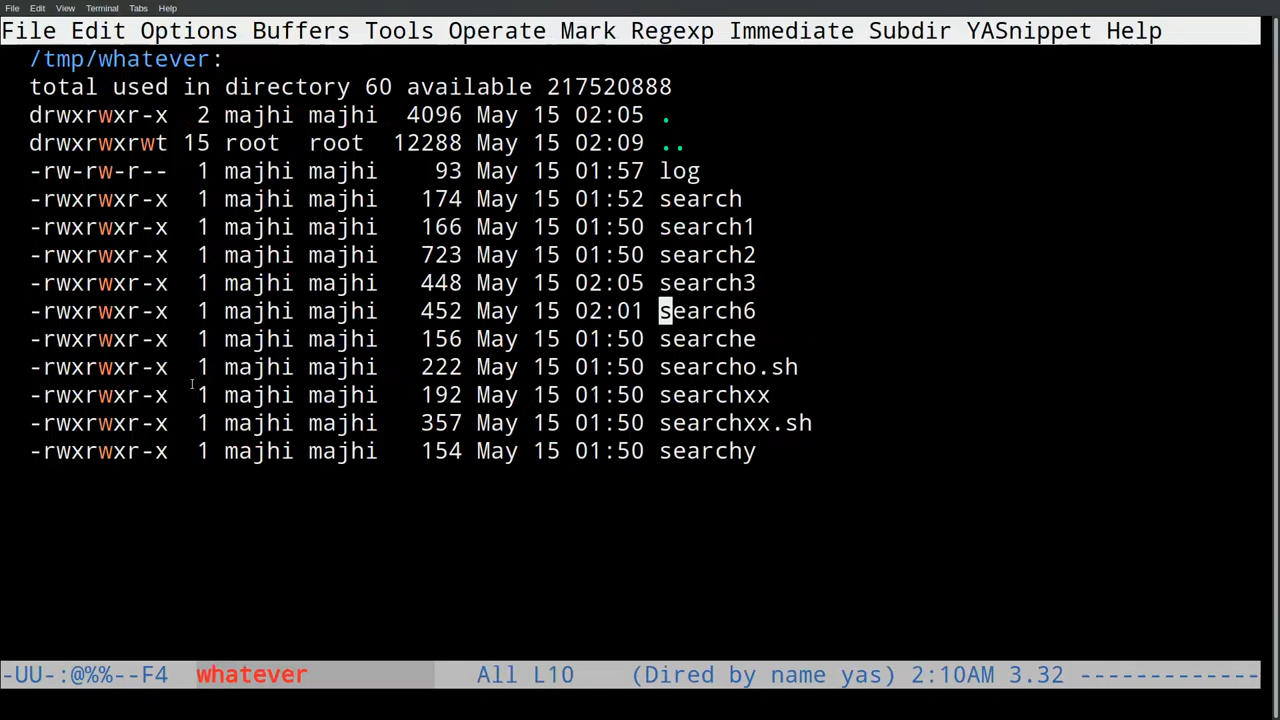 File Edit View Terminal Tabs Help
File Edit Options Buffers Tools Operate Mark Regexp Immediate Subdir YASnippet Help
/tmp/whatever:
total used in directory 60 available 217520888
drwxrwxr-x 2 majhi majhi 4096 May 15 02:05 .
drwxrwxrwt 15 root root 12288 May 15 02:09 ..
-rw-rw-r-- 1 majhi majhi 93 May 15 01:57 log
-rwxrwxr-x 1 majhi majhi 174 May 15 01:52 search
-rwxrwxr-x 1 majhi majhi 166 May 15 01:50 search1
-rwxrwxr-x 1 majhi majhi 723 May 15 01:50 search2
-rwxrwxr-x 1 majhi majhi 448 May 15 02:05 search3
-rwxrwxr-x 1 majhi majhi 452 May 15 02:01 search6
-rwxrwxr-x 1 majhi majhi 156 May 15 01:50 searche
-rwxrwxr-x 1 majhi majhi 222 May 15 01:50 searcho.sh
-rwxrwxr-x 1 majhi majhi 192 May 15 01:50 searchxx
-rwxrwxr-x 1 majhi majhi 357 May 15 01:50 searchxx.sh
-rwxrwxr-x 1 majhi majhi 154 May 15 01:50 searchy
-UU-:@%%--F4 whatever All L10 (Dired by name yas) 2:10AM 3.32 -------------